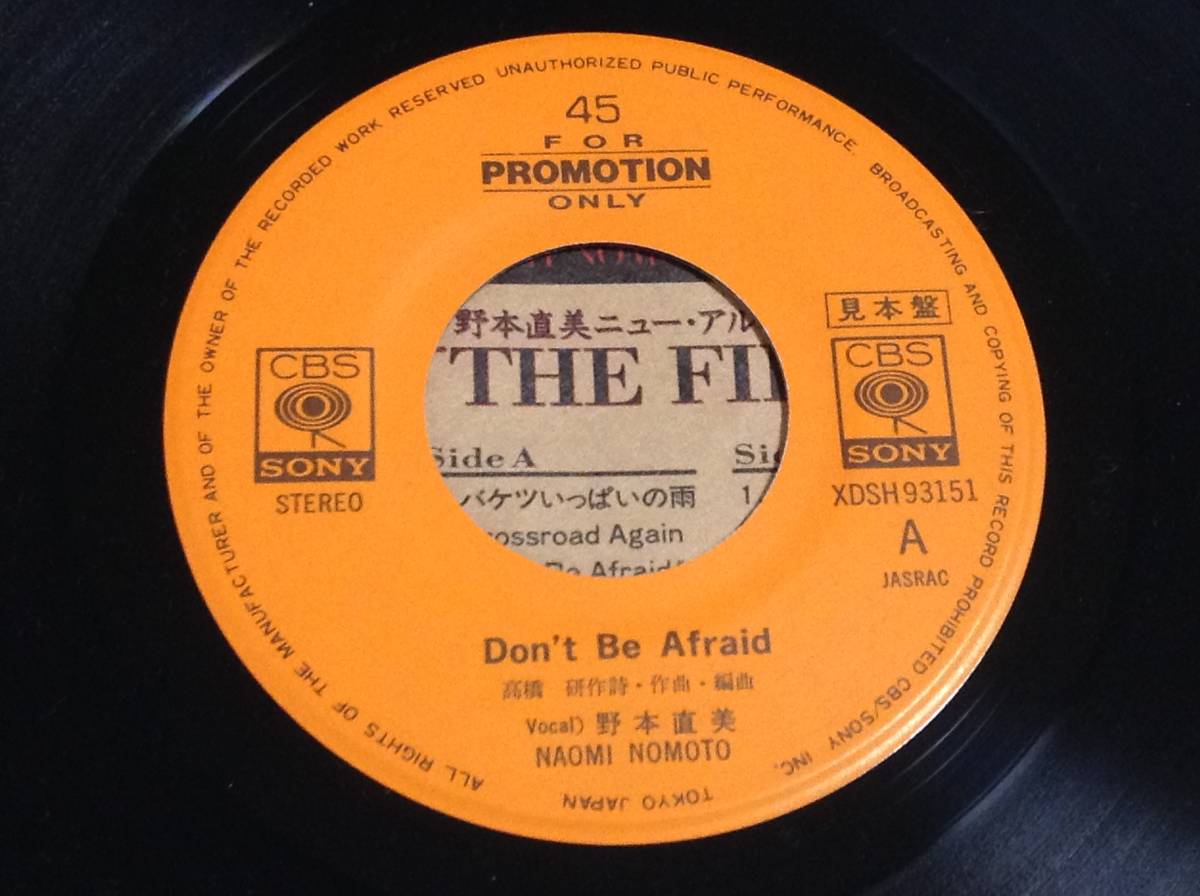 ALL RIGHTS OF THE MANUFACTURER AND OF THE OWNER OF THE RECORDED WORK RESERVED UNAUTHORIZED PUBLIC PERFORMANCE. BROADCASTING AND COPYING OF THIS RECORD PROHIBITED CBS/SONY INC. TOKYO JAPAN.
45
FOR
PROMOTION
ONLY
見本盤
CBS
SONY
STEREO
CBS
SONY
XDSH 93151
A
JASRAC
野本直美ニュー・アル
"THE FI
Side A
バケツいっぱいの雨
1
ossroad Again
Be Afraid
Don't Be Afraid
高橋 研作詩・作曲・編曲
Vocal) 野本直美
NAOMI NOMOTO